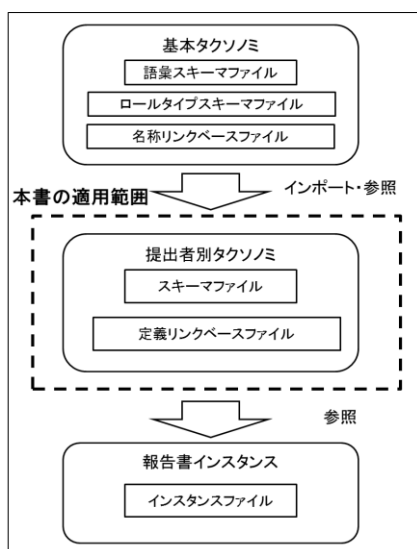 基本タクソノミ
語彙スキーマファイル
ロールタイプスキーマファイル
名称リンクベースファイル
インポート・参照
本書の適用範囲
提出者別タクソノミ
スキーマファイル
定義リンクベースファイル
参照
報告書インスタンス
インスタンスファイル